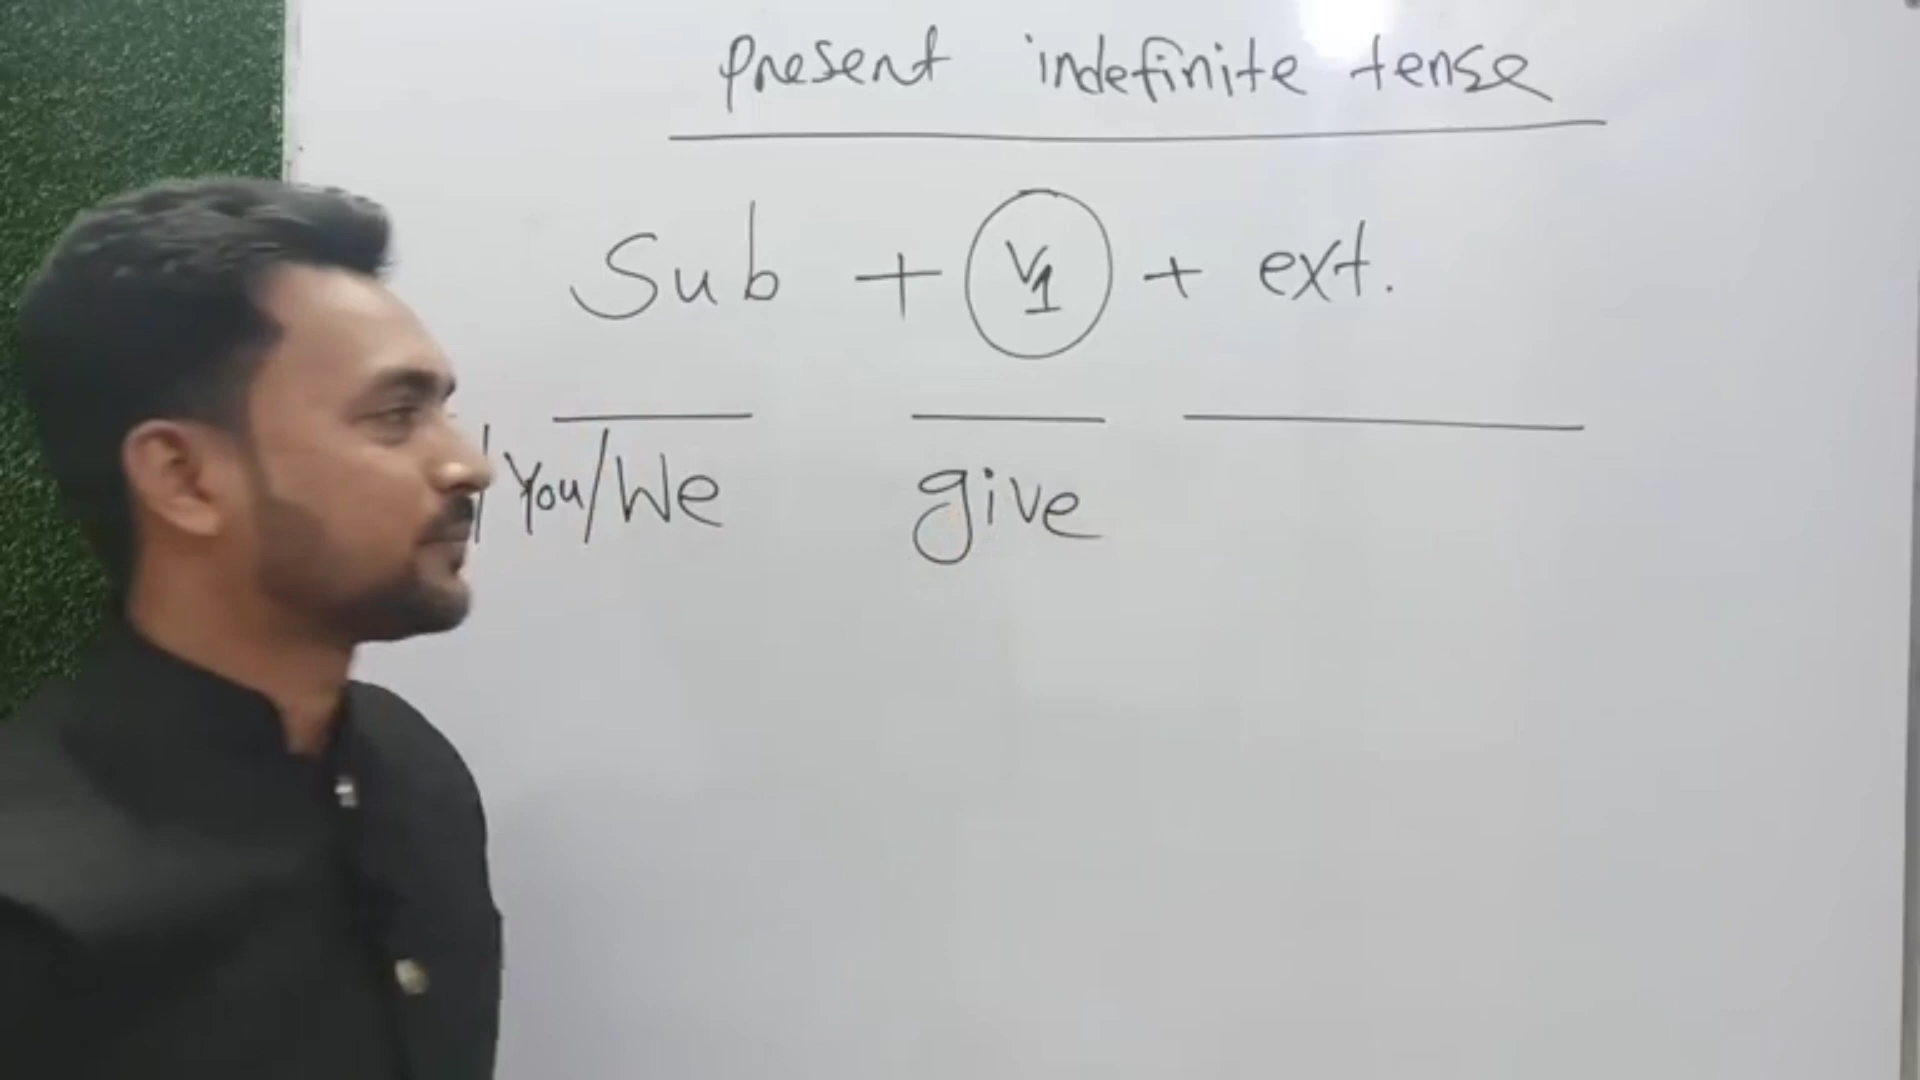 present indefinite tense
Sub + V1 + ext.
/ You/We give